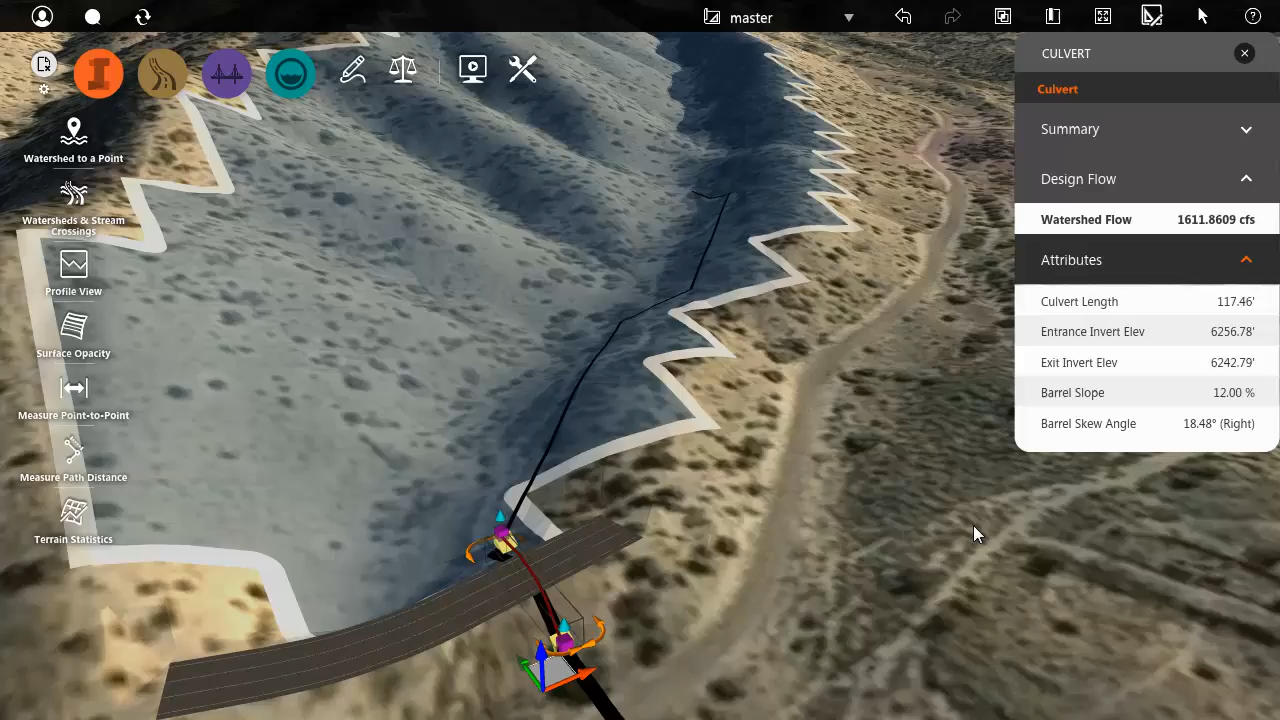 master
CULVERT
Culvert
Summary
Design Flow
Watershed Flow 1611.8609 cfs
Attributes
Culvert Length 117.46'
Entrance Invert Elev 6256.78'
Exit Invert Elev 6242.79'
Barrel Slope 12.00 %
Barrel Skew Angle 18.48° (Right)
Watershed to a Point
Watersheds & Stream
Crossings
Profile View
Surface Opacity
Measure Point-to-Point
Measure Path Distance
Terrain Statistics